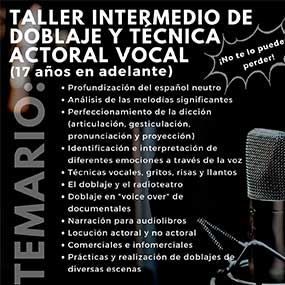 TALLER INTERMEDIO DE
DOBLAJE Y TÉCNICA
ACTORAL VOCAL
(17 años en adelante)
¡No te lo puedes
perder!
TEMARIO:
• Profundización del español neutro
• Análisis de las melodías significantes
• Perfeccionamiento de la dicción
(articulación, gesticulación,
pronunciación y proyección)
• Identificación e interpretación de
diferentes emociones a través de la voz
• Técnicas vocales, gritos, risas y llantos
• El doblaje y el radioteatro
• Doblaje en "voice over" de
documentales
• Narración para audiolibros
• Locución actoral y no actoral
• Comerciales e infomerciales
• Prácticas y realización de doblajes de
diversas escenas